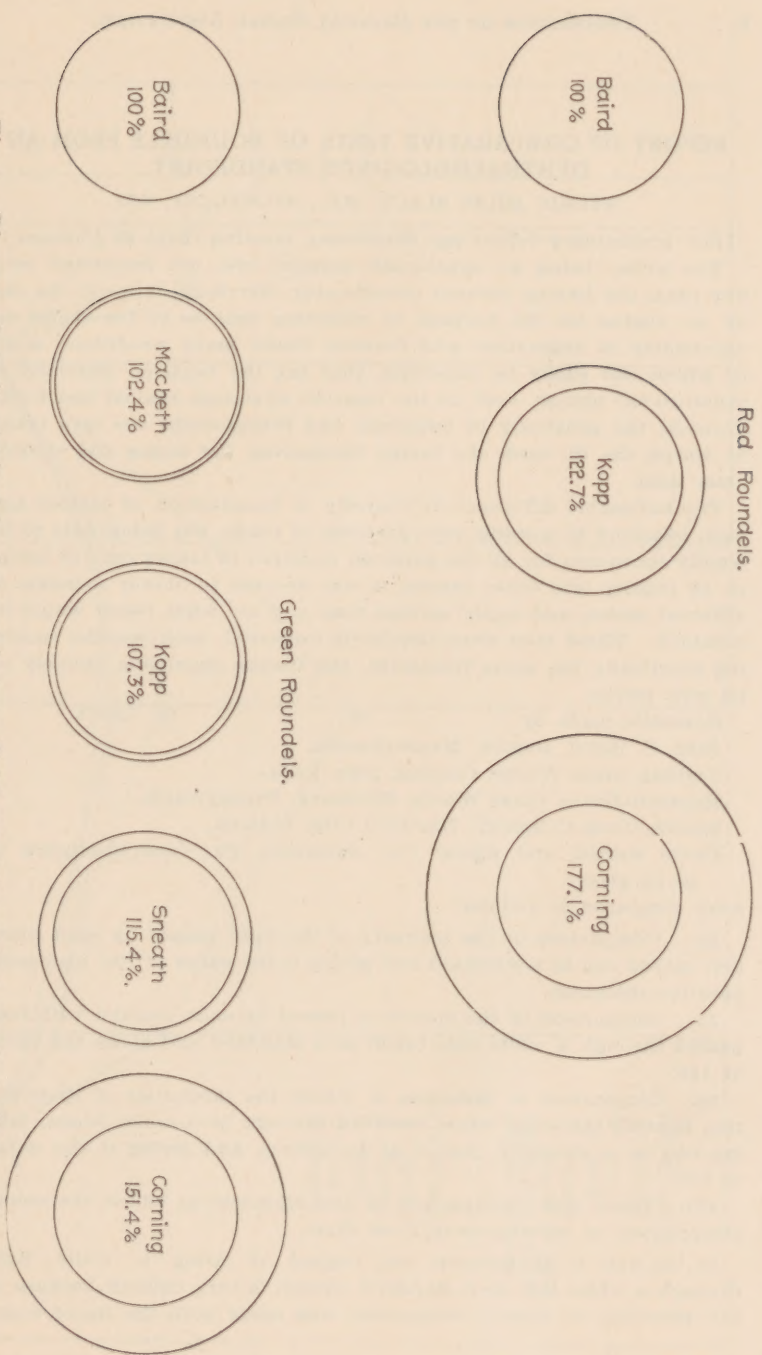 Red Roundels.
Baird
100%
Kopp
122.7%
Corning
177.1%
Green Roundels.
Baird
100%
Macbeth
102.4%
Kopp
107.3%
Sneath
115.4%.
Corning
151.4%